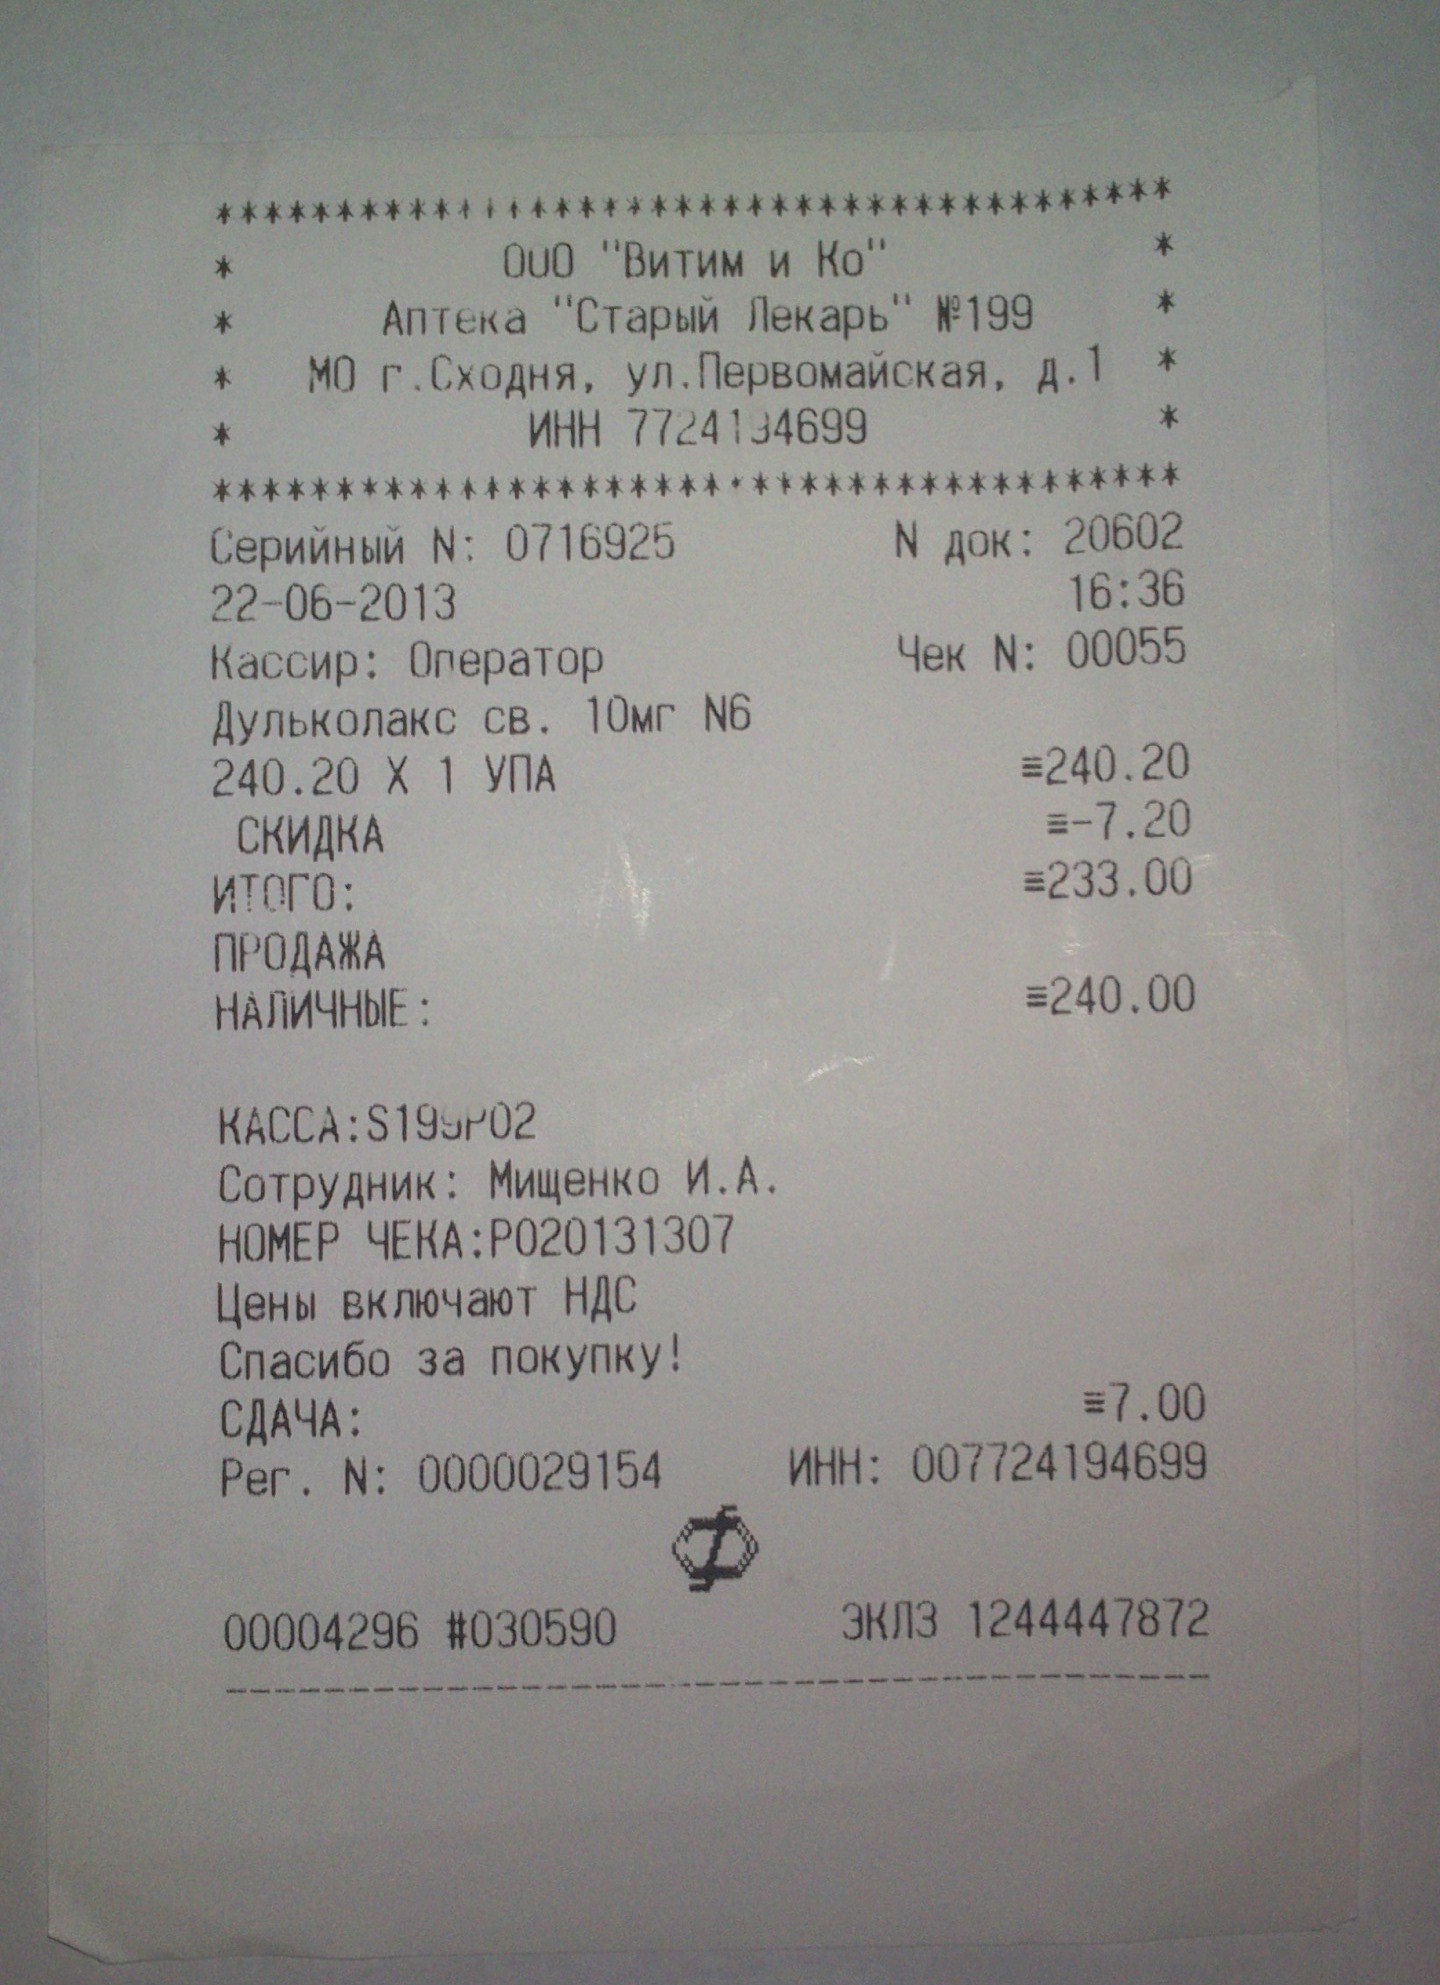 ****************************************
* ООО "Витим и Ко" *
* Аптека "Старый Лекарь" №199 *
* МО г.Сходня, ул.Первомайская, д.1 *
* ИНН 7724194699 *
****************************************
Серийный N: 0716925 N док: 20602
22-06-2013 16:36
Кассир: Оператор Чек N: 00055
Дульколакс св. 10мг N6
240.20 X 1 УПА ≡240.20
СКИДКА ≡-7.20
ИТОГО: ≡233.00
ПРОДАЖА
НАЛИЧНЫЕ: ≡240.00
КАССА:S199P02
Сотрудник: Мищенко И.А.
НОМЕР ЧЕКА:P020131307
Цены включают НДС
Спасибо за покупку!
СДАЧА: ≡7.00
Рег. N: 0000029154 ИНН: 007724194699
00004296 #030590 ЭКЛЗ 1244447872